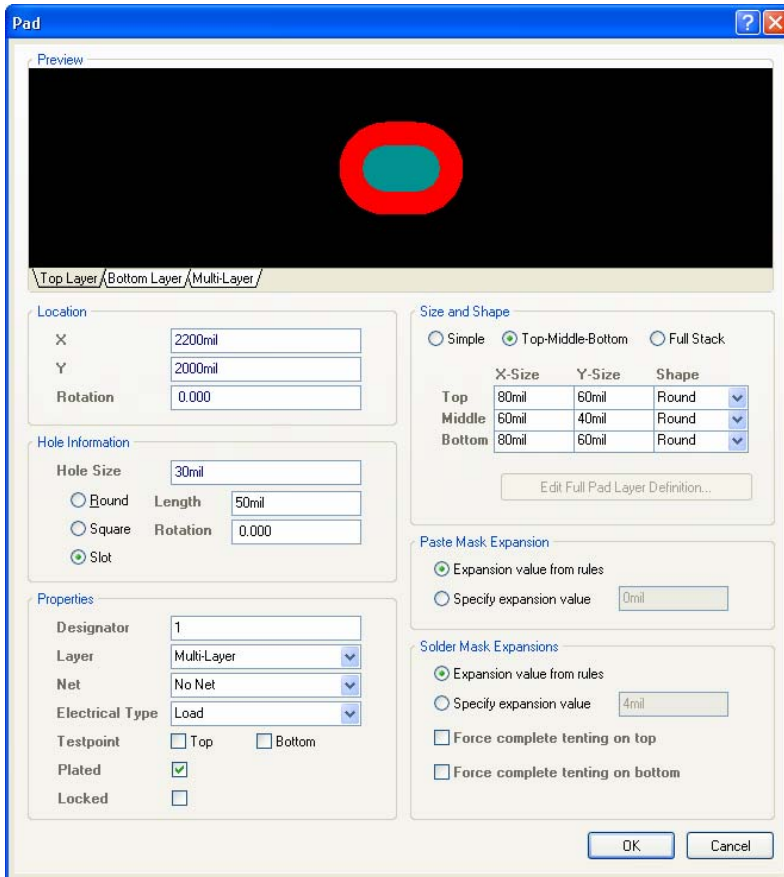 Pad
Preview
Top Layer Bottom Layer Multi-Layer
Location
X 2200mil
Y 2000mil
Rotation 0.000
Hole Information
Hole Size 30mil
Round Length 50mil
Square Rotation 0.000
Slot
Properties
Designator 1
Layer Multi-Layer
Net No Net
Electrical Type Load
Testpoint Top Bottom
Plated
Locked
Size and Shape
Simple Top-Middle-Bottom Full Stack
X-Size Y-Size Shape
Top 80mil 60mil Round
Middle 60mil 40mil Round
Bottom 80mil 60mil Round
Edit Full Pad Layer Definition...
Paste Mask Expansion
Expansion value from rules
Specify expansion value 0mil
Solder Mask Expansions
Expansion value from rules
Specify expansion value 4mil
Force complete tenting on top
Force complete tenting on bottom
OK Cancel